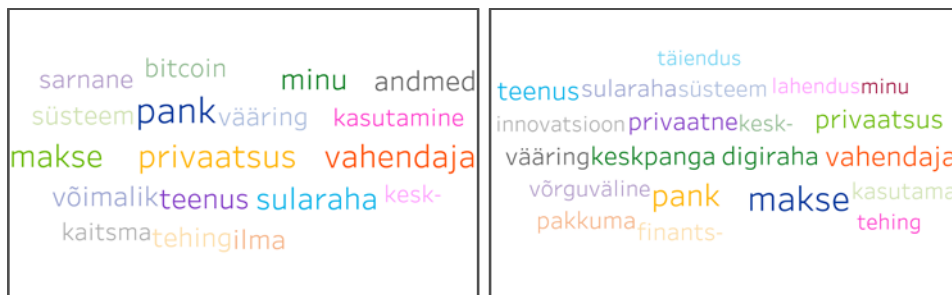 bitcoin
sarnane minu andmed
süsteem pank vääring kasutamine
makse privaatsus vahendaja
võimalik teenus sularaha kesk-
kaitsma tehing ilma
täiendus
teenus sularaha süsteem lahendus minu
innovatsioon privaatne kesk- privaatsus
vääring keskpanga digiraha vahendaja
võrguväline pank makse kasutama
pakkuma finants- tehing